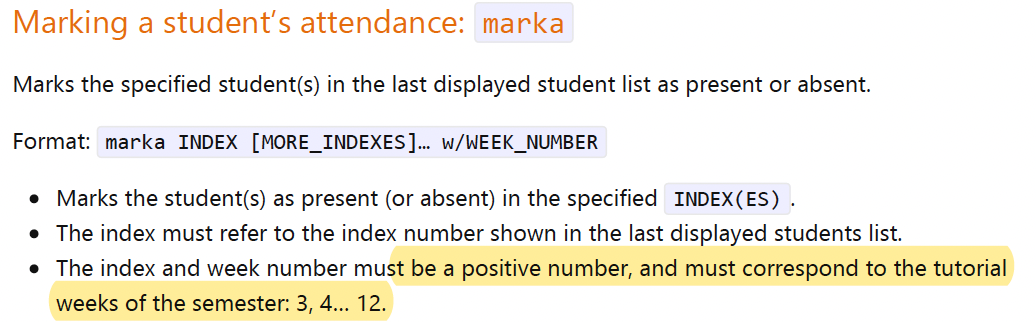 Marking a student’s attendance: marka
Marks the specified student(s) in the last displayed student list as present or absent.
Format: marka INDEX [MORE_INDEXES]… w/WEEK_NUMBER
• Marks the student(s) as present (or absent) in the specified INDEX(ES).
• The index must refer to the index number shown in the last displayed students list.
• The index and week number must be a positive number, and must correspond to the tutorial
weeks of the semester: 3, 4… 12.